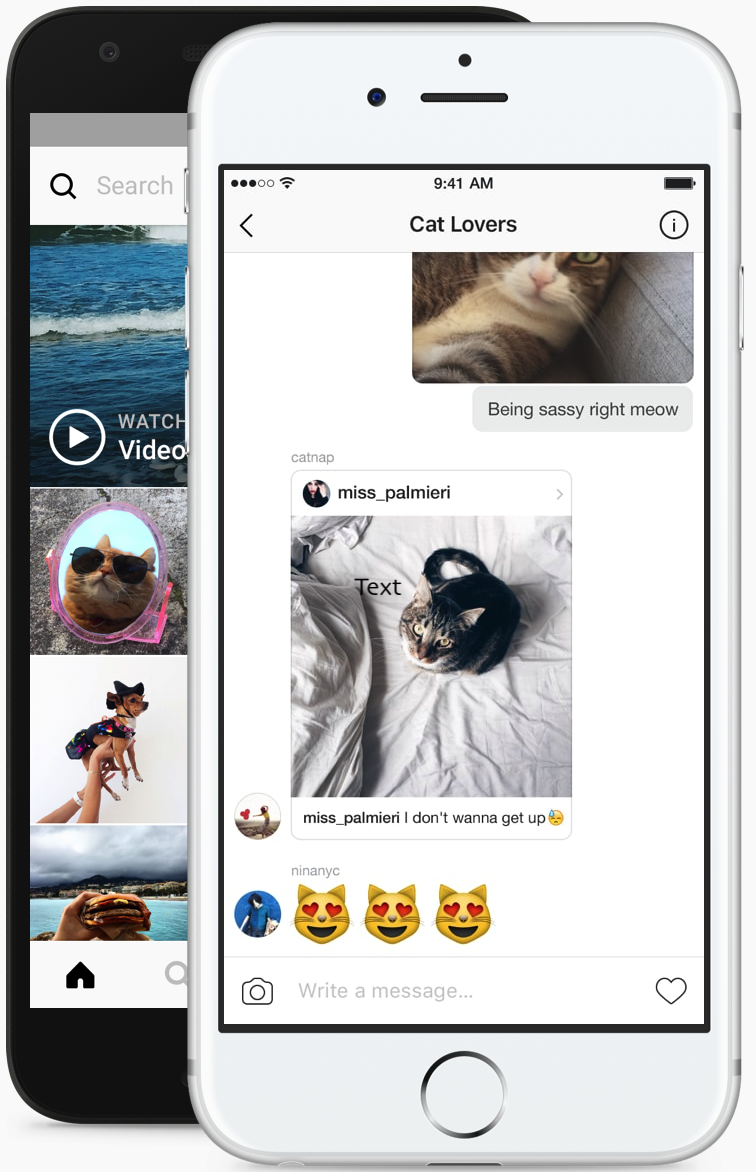 Search
WATCH
Video
9:41 AM
Cat Lovers
Being sassy right meow
catnap
miss_palmieri
Text
miss_palmieri I don't wanna get up😓
ninanyc
😻 😻 😻
Write a message...